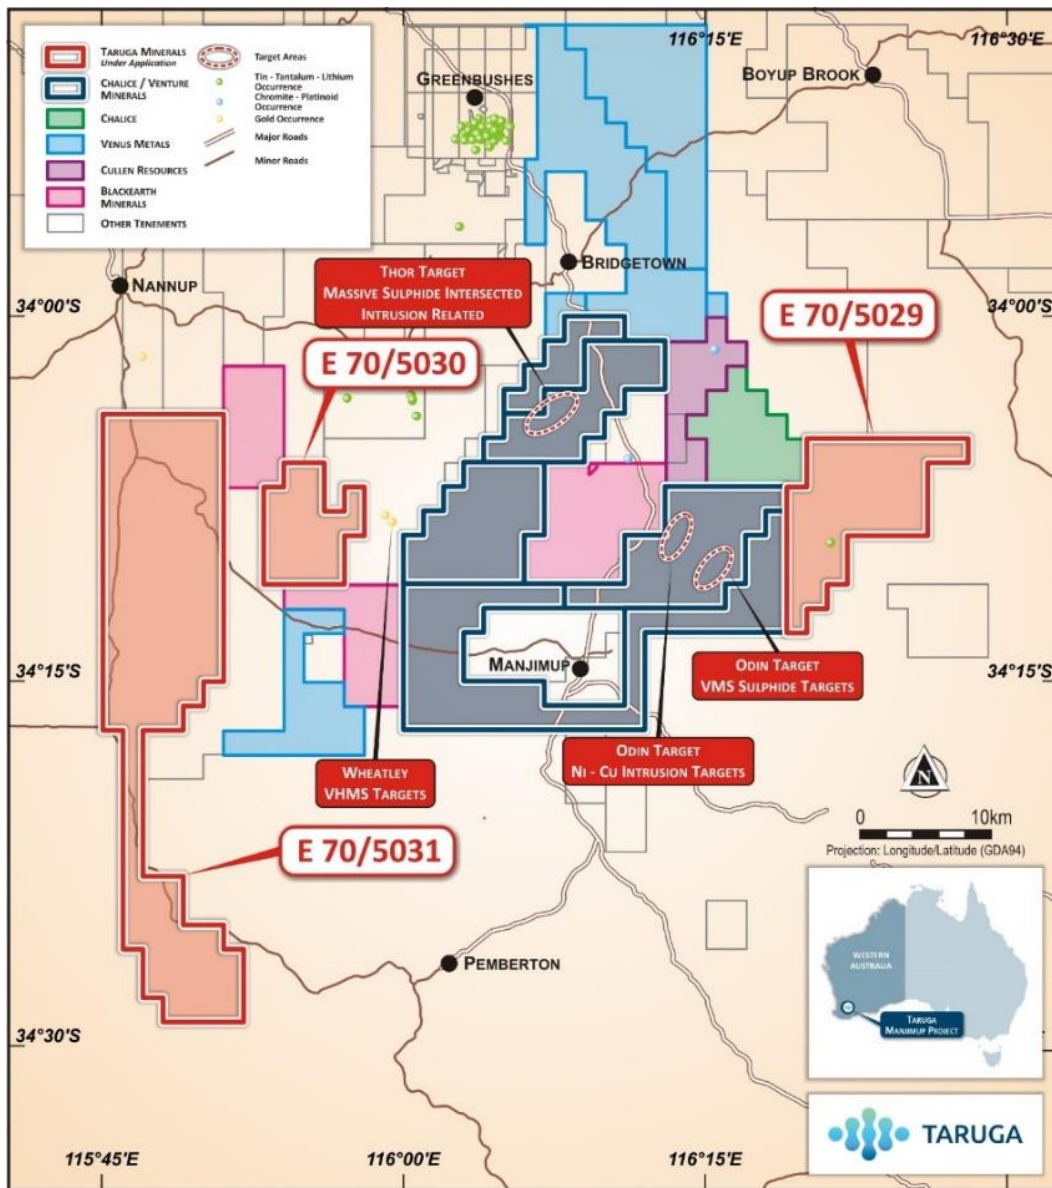 116°15'E
116°30'E
TARUGA MINERALS
Under Application
CHALICE / VENTURE
MINERALS
CHALICE
VENUS METALS
CULLEN RESOURCES
BLACKEARTH
MINERALS
OTHER TENEMENTS
Target Areas
Tin - Tantalum - Lithium
Occurrence
Chromite - Platinoid
Occurrence
Gold Occurrence
Major Roads
Minor Roads
GREENBUSHES
BOYUP BROOK
BRIDGETOWN
NANNUP
34°00'S
34°00'S
THOR TARGET
MASSIVE SULPHIDE INTERSECTED
INTRUSION RELATED
E 70/5029
E 70/5030
MANJIMUP
34°15'S
34°15'S
ODIN TARGET
VMS SULPHIDE TARGETS
ODIN TARGET
NI - CU INTRUSION TARGETS
WHEATLEY
VHMS TARGETS
E 70/5031
N
0 10km
Projection: Longitude/Latitude (GDA94)
PEMBERTON
WESTERN
AUSTRALIA
TARUGA
MANJIMUP PROJECT
34°30'S
34°30'S
TARUGA
115°45'E
116°00'E
116°15'E